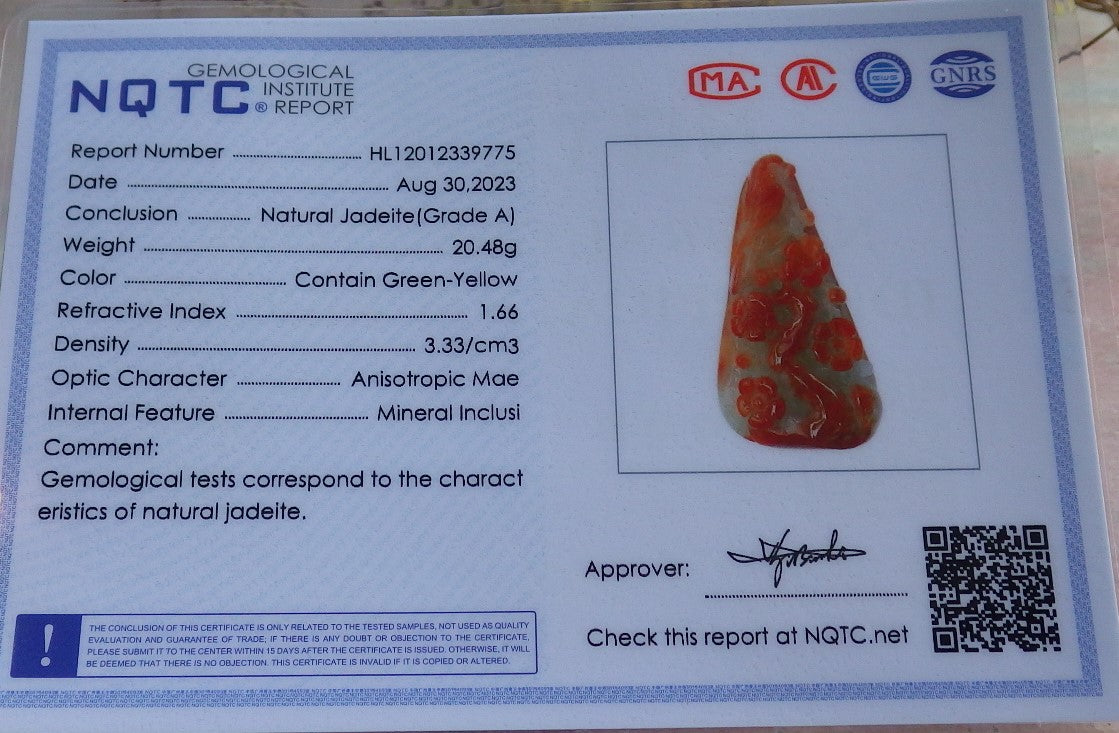 NQTC® GEMOLOGICAL INSTITUTE REPORT
MA
GNRS
Report Number HL12012339775
Date Aug 30,2023
Conclusion Natural Jadeite(Grade A)
Weight 20.48g
Color Contain Green-Yellow
Refractive Index 1.66
Density 3.33/cm3
Optic Character Anisotropic Mae
Internal Feature Mineral Inclusi
Comment:
Gemological tests correspond to the charact
eristics of natural jadeite.
Approver:
Check this report at NQTC.net
!
THE CONCLUSION OF THIS CERTIFICATE IS ONLY RELATED TO THE TESTED SAMPLES, NOT USED AS QUALITY
EVALUATION AND GUARANTEE OF TRADE; IF THERE IS ANY DOUBT OR OBJECTION TO THE CERTIFICATE,
PLEASE SUBMIT IT TO THE CENTER WITHIN 15 DAYS AFTER THE CERTIFICATE IS ISSUED. OTHERWISE, IT WILL
BE DEEMED THAT THERE IS NO OBJECTION. THIS CERTIFICATE IS INVALID IF IT IS COPIED OR ALTERED.